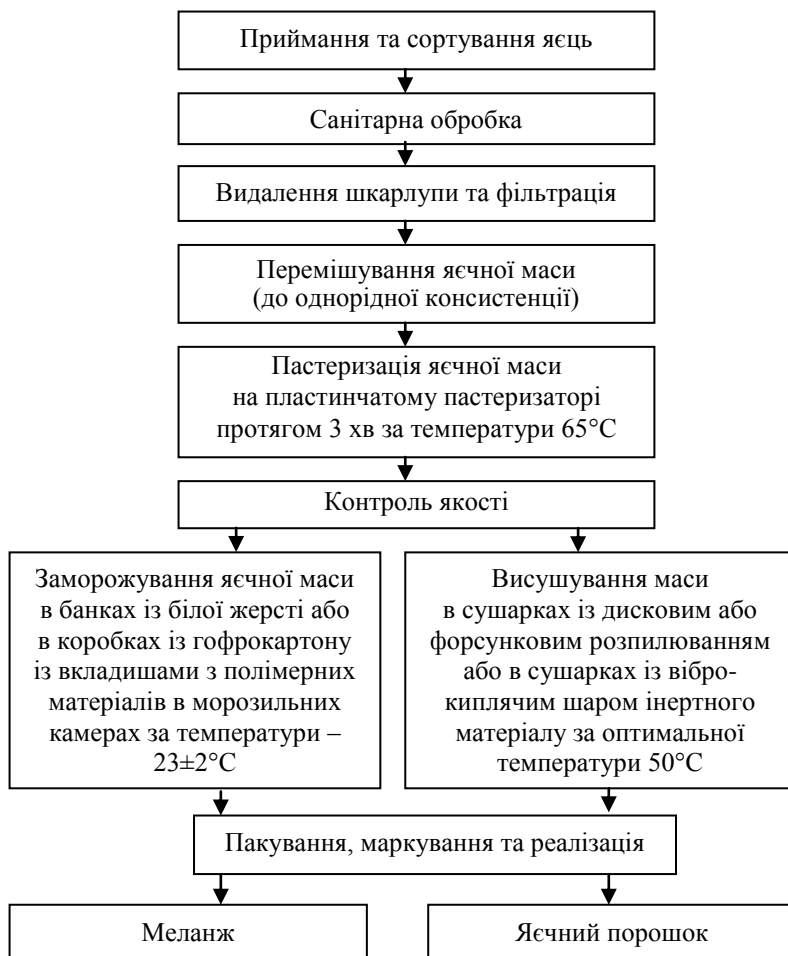 Приймання та сортування яєць
Санітарна обробка
Видалення шкарлупи та фільтрація
Перемішування яєчної маси
(до однорідної консистенції)
Пастеризація яєчної маси
на пластинчатому пастеризаторі
протягом 3 хв за температури 65°С
Контроль якості
Заморожування яєчної маси
в банках із білої жерсті або
в коробках із гофрокартону
із вкладишами з полімерних
матеріалів в морозильних
камерах за температури –
23±2°С
Висушування маси
в сушарках із дисковим або
форсунковим розпилюванням
або в сушарках із вібро-
киплячим шаром інертного
матеріалу за оптимальної
температури 50°С
Пакування, маркування та реалізація
Меланж
Яєчний порошок